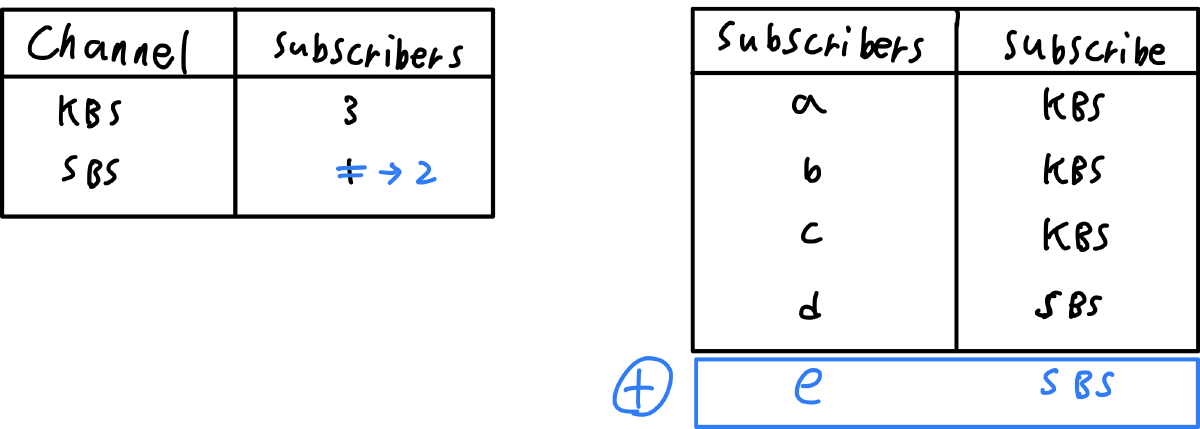 Channel subscribers
KBS 3
SBS 1 → 2
subscribers subscribe
a KBS
b KBS
c KBS
d SBS
+ e SBS